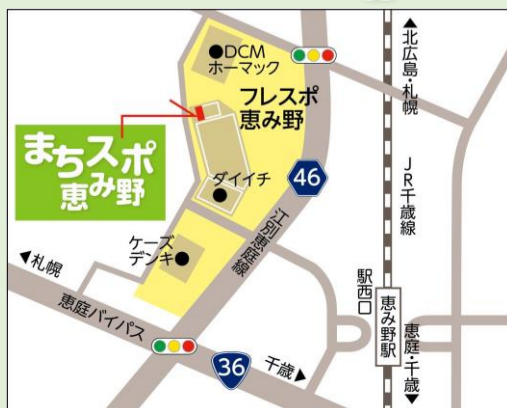 DCM
ホーマック
フレスポ
恵み野
まちスポ
恵み野
ダイイチ
46
江別恵庭線
ケーズ
デンキ
◀札幌
恵庭バイパス
36
千歳▶
▲北広島・札幌
JR千歳線
駅西口
恵み野駅
恵庭・千歳▼